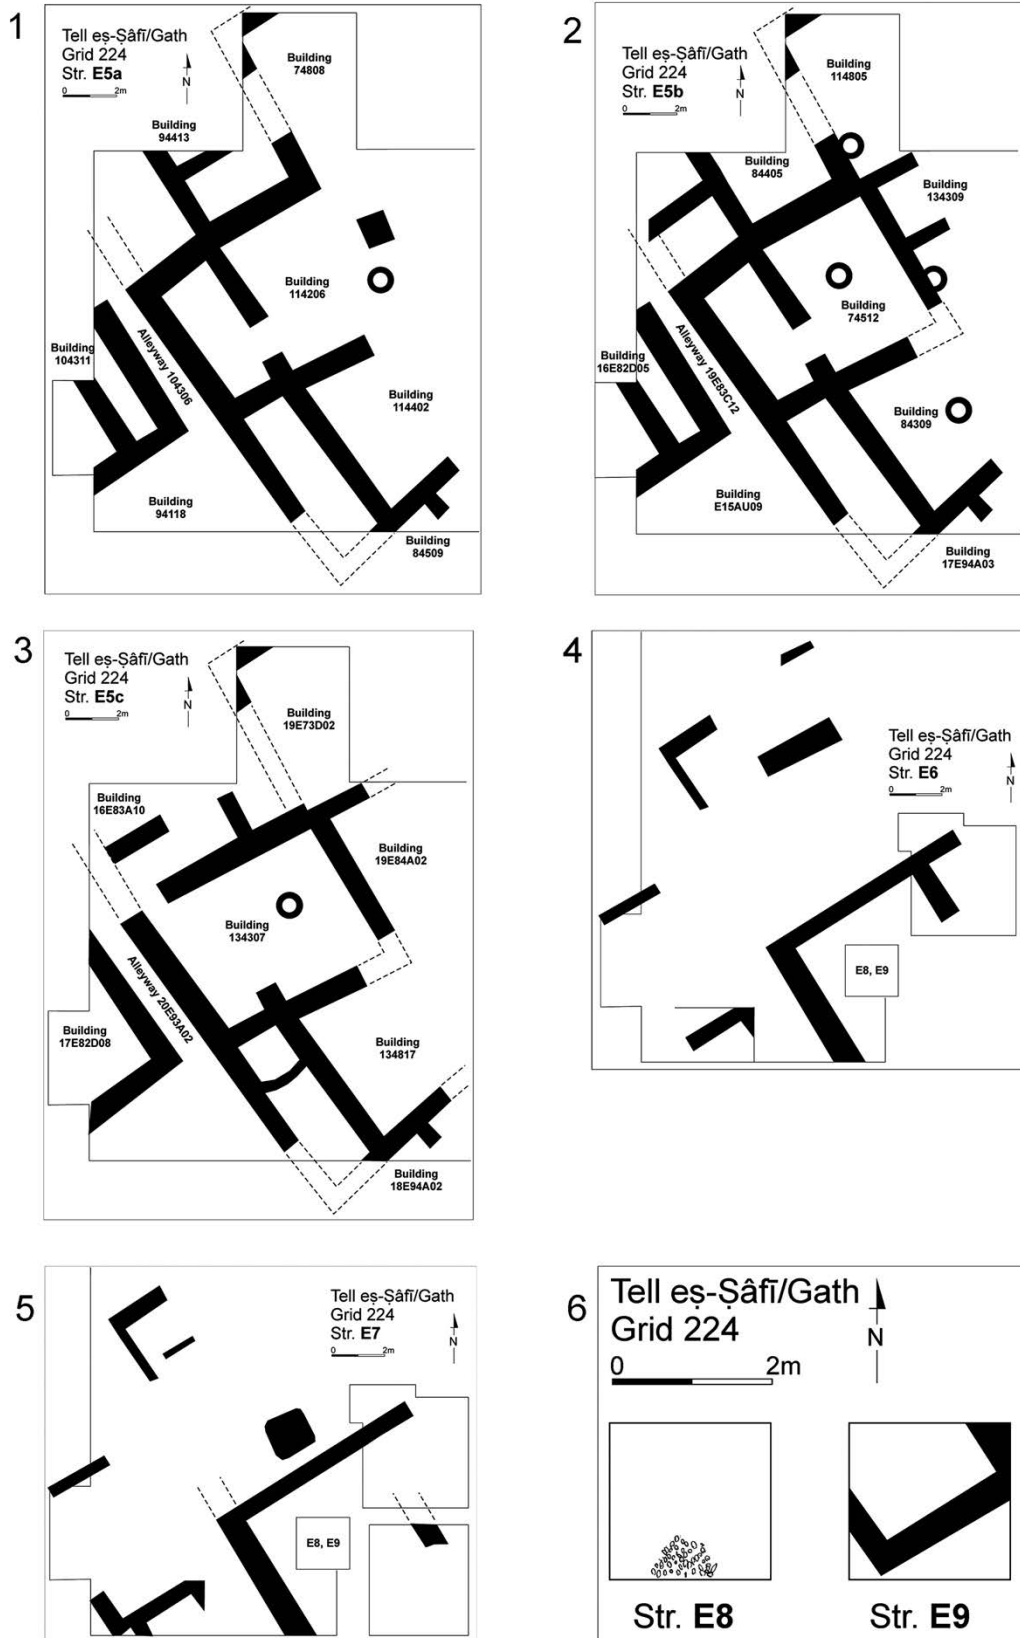 1
Tell eṣ-Ṣâfī/Gath
Grid 224
Str. E5a
0 2m
N
Building
74808
Building
94413
Building
114206
Building
104311
Alleyway 104306
Building
114402
Building
94118
Building
84509
2
Tell eṣ-Ṣâfī/Gath
Grid 224
Str. E5b
0 2m
N
Building
114805
Building
84405
Building
134309
Building
74512
Building
16E82D05
Alleyway 19E83C12
Building
84309
Building
E15AU09
Building
17E94A03
3
Tell eṣ-Ṣâfī/Gath
Grid 224
Str. E5c
0 2m
N
Building
19E73D02
Building
16E83A10
Building
19E84A02
Building
134307
Alleyway 20E93A02
Building
17E82D08
Building
134817
Building
18E94A02
4
Tell eṣ-Ṣâfī/Gath
Grid 224
Str. E6
0 2m
N
E8, E9
5
Tell eṣ-Ṣâfī/Gath
Grid 224
Str. E7
0 2m
N
E8, E9
6
Tell eṣ-Ṣâfī/Gath
Grid 224
N
0 2m
Str. E8
Str. E9